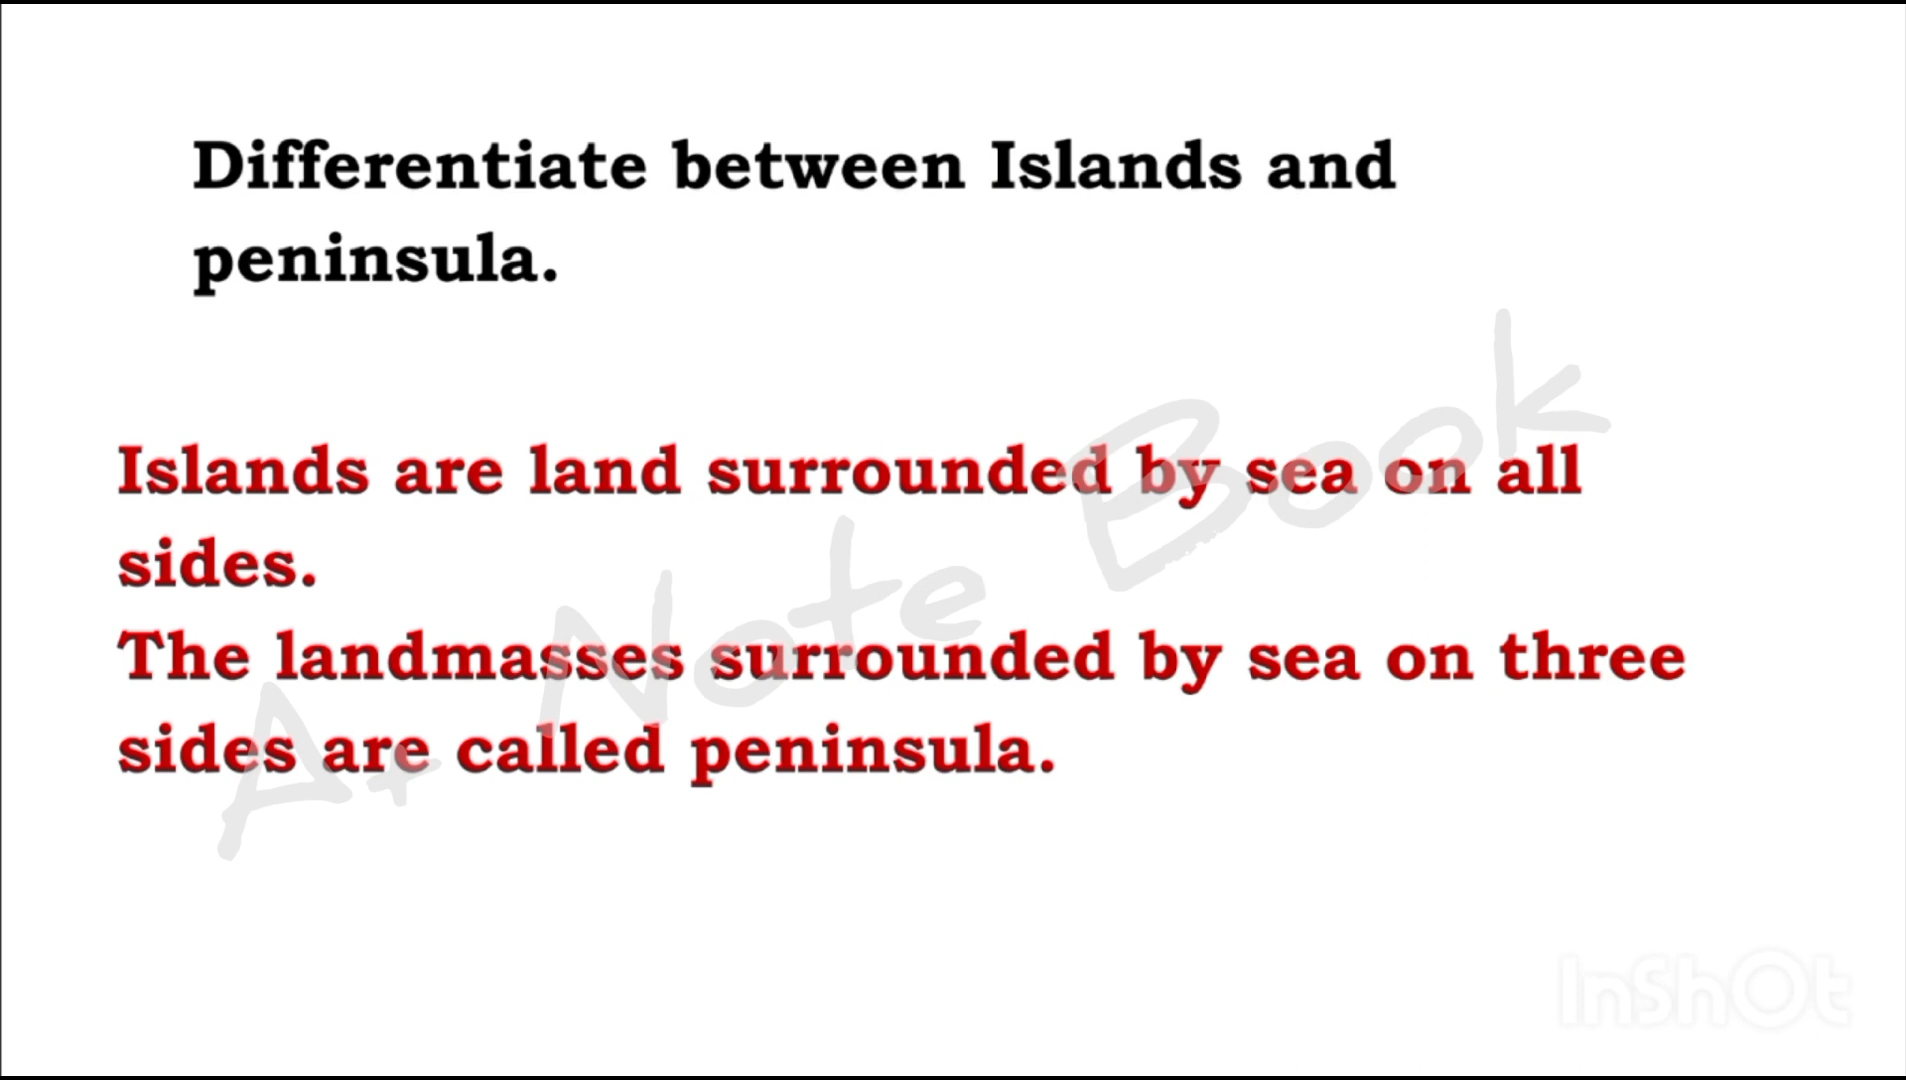 Differentiate between Islands and
peninsula.
Islands are land surrounded by sea on all
sides.
The landmasses surrounded by sea on three
sides are called peninsula.
A+ Note Book
InShOt